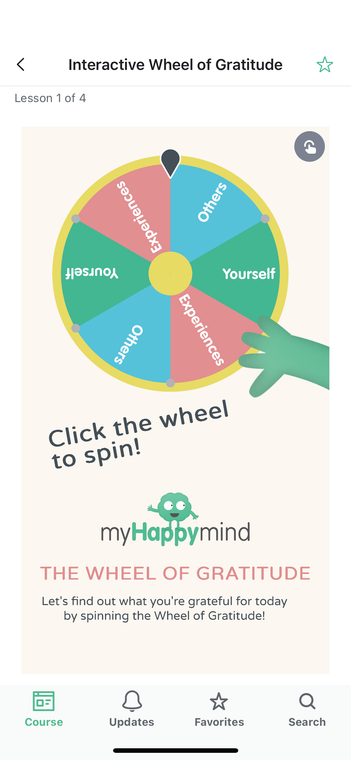 Interactive Wheel of Gratitude
Lesson 1 of 4
Experiences
Others
Yourself
Yourself
Others
Experiences
Click the wheel
to spin!
myHappymind
THE WHEEL OF GRATITUDE
Let's find out what you're grateful for today
by spinning the Wheel of Gratitude!
Course
Updates
Favorites
Search